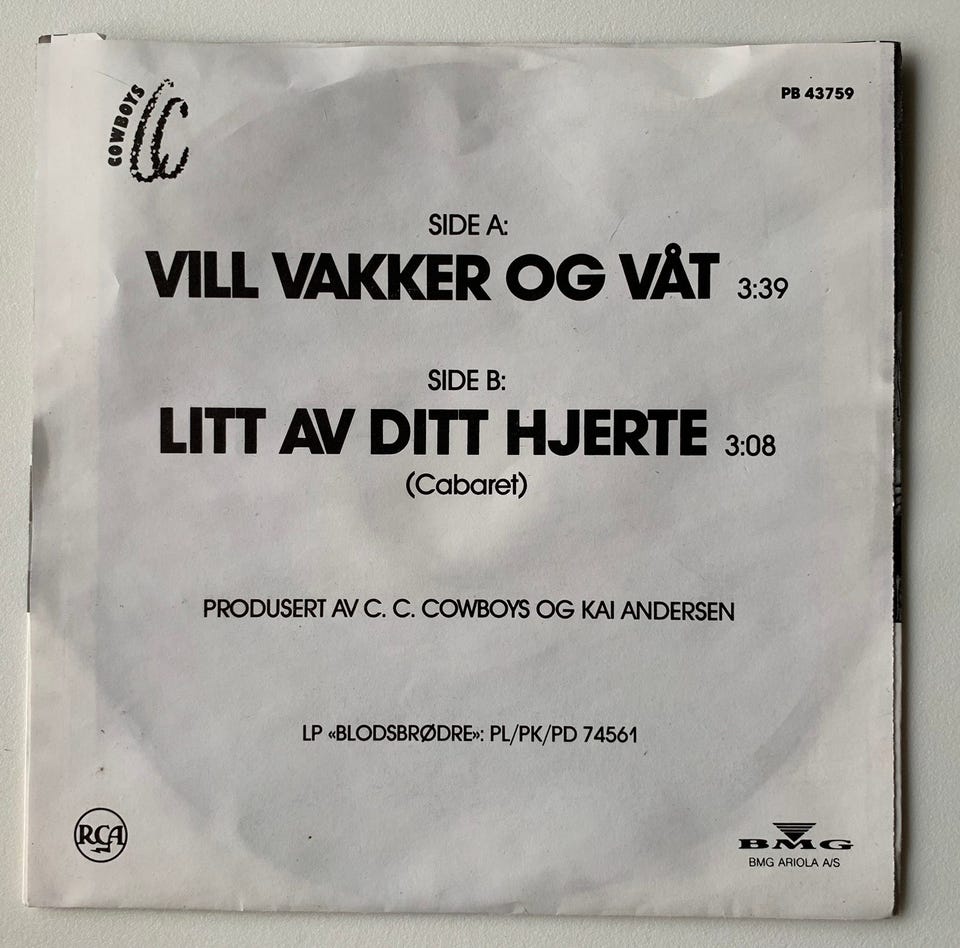 COWBOYS
CC
PB 43759
SIDE A:
VILL VAKKER OG VÅT 3:39
SIDE B:
LITT AV DITT HJERTE 3:08
(Cabaret)
PRODUSERT AV C. C. COWBOYS OG KAI ANDERSEN
LP «BLODSBRØDRE»: PL/PK/PD 74561
RCA
BMG
BMG ARIOLA A/S